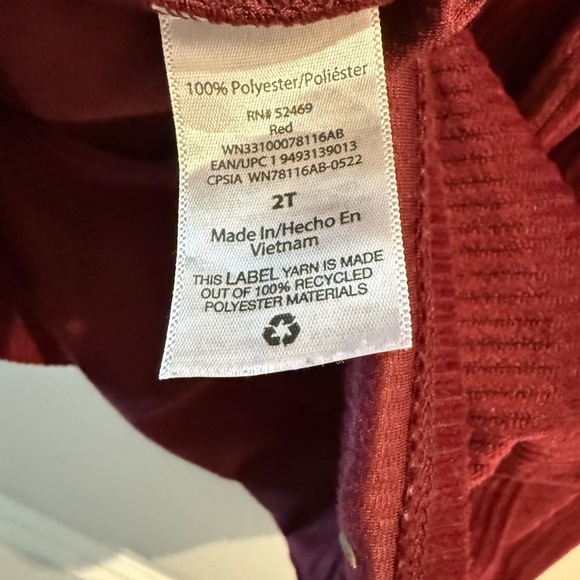 100% Polyester/Poliéster
RN# 52469
Red
WN33100078116AB
EAN/UPC 1 9493139013
CPSIA WN78116AB-0522
2T
Made In/Hecho En
Vietnam
THIS LABEL YARN IS MADE
OUT OF 100% RECYCLED
POLYESTER MATERIALS